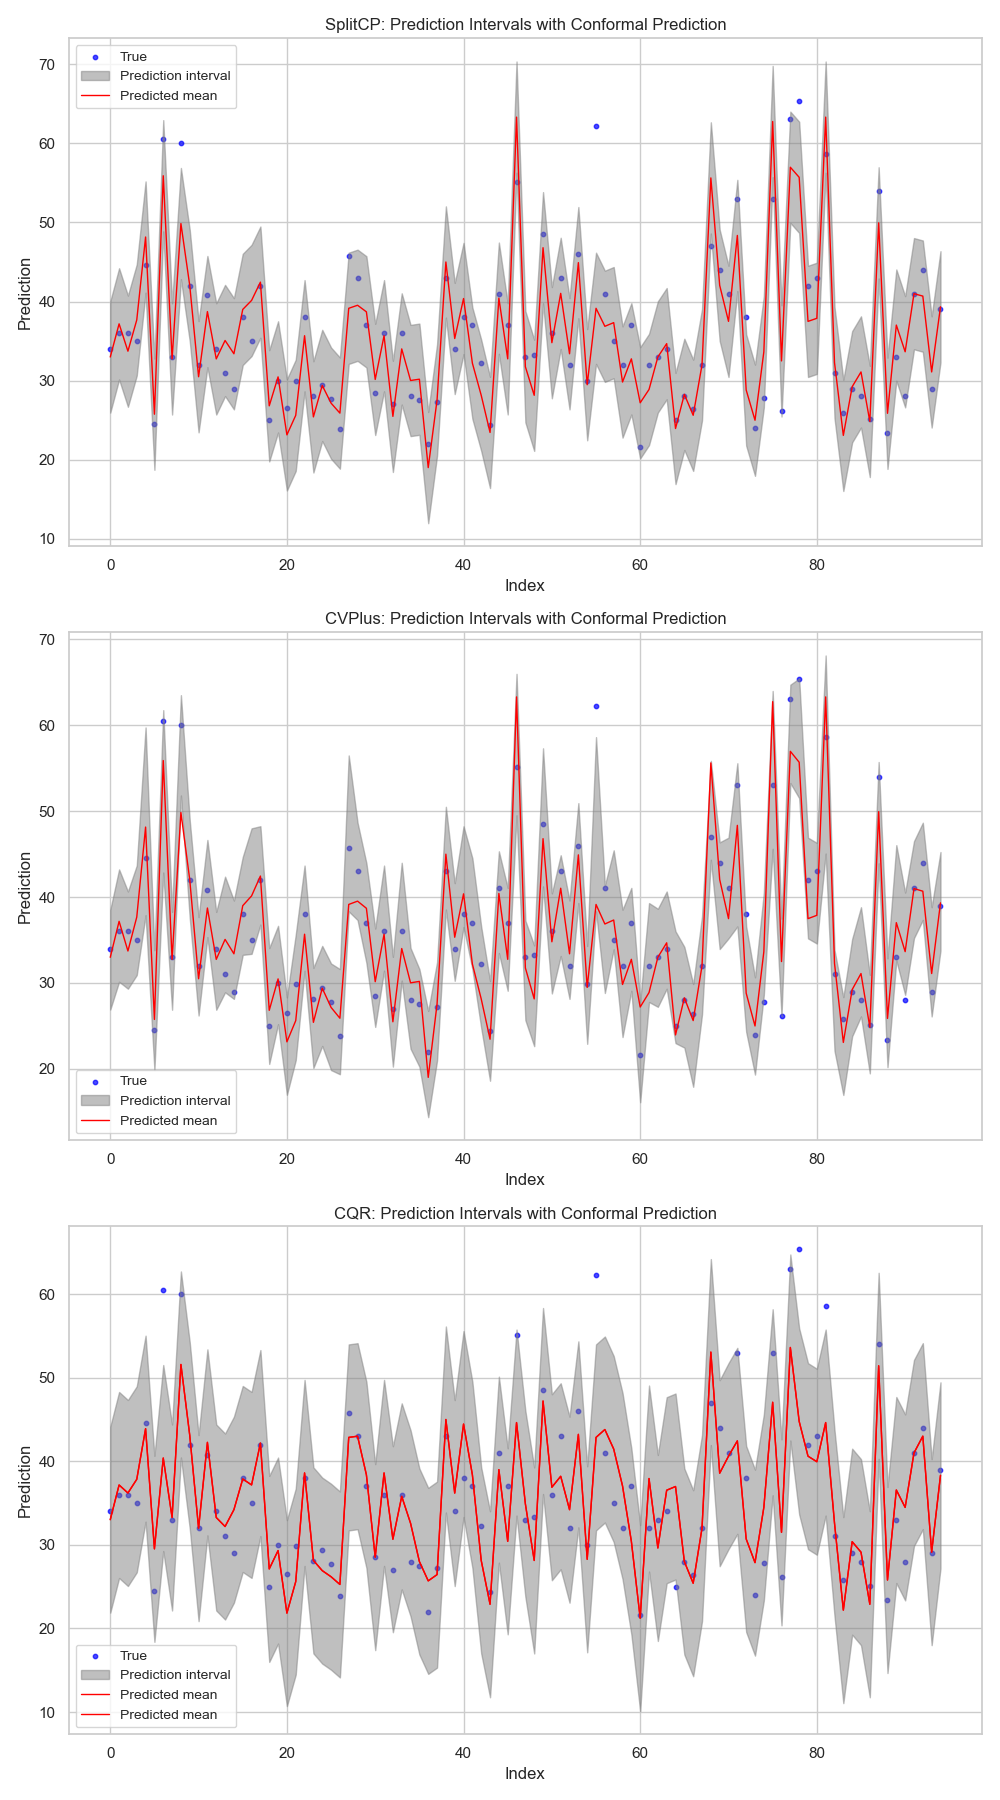 SplitCP: Prediction Intervals with Conformal Prediction
True
Prediction interval
Predicted mean
Prediction
70
60
50
40
30
20
10
0
20
40
60
80
Index
CVPlus: Prediction Intervals with Conformal Prediction
Prediction
70
60
50
40
30
20
True
Prediction interval
Predicted mean
0
20
40
60
80
Index
CQR: Prediction Intervals with Conformal Prediction
Prediction
60
50
40
30
20
10
True
Prediction interval
Predicted mean
Predicted mean
0
20
40
60
80
Index